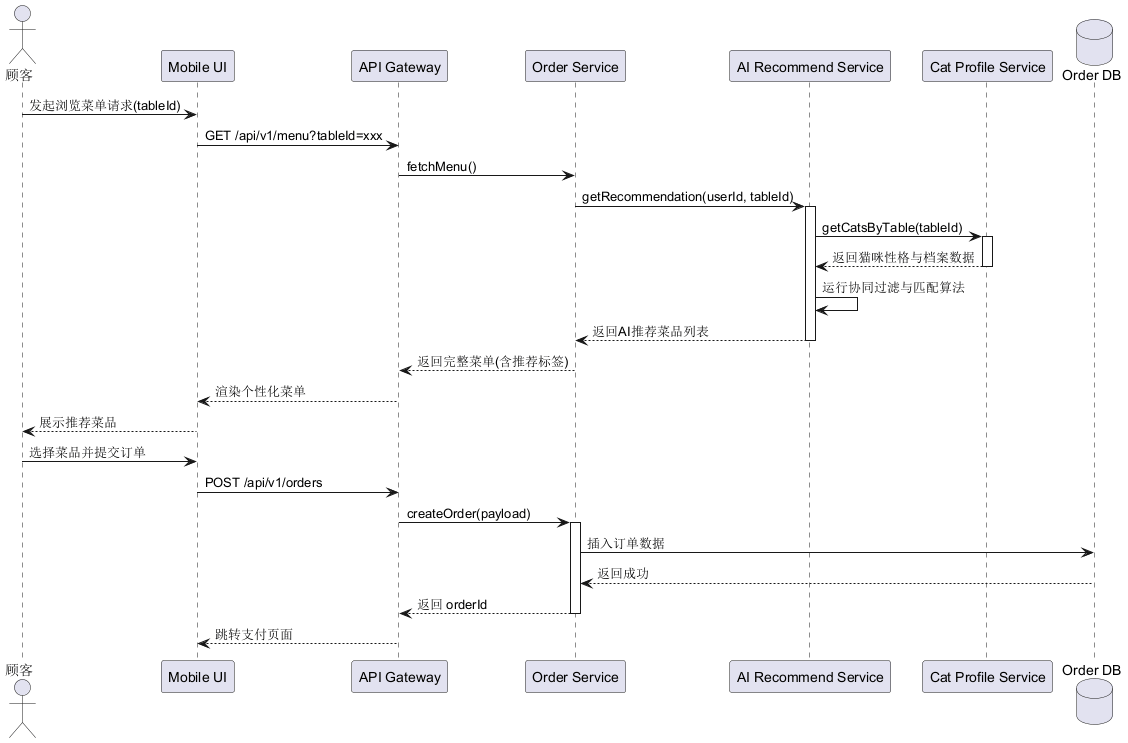 顾客
Mobile UI
API Gateway
Order Service
AI Recommend Service
Cat Profile Service
Order DB
发起浏览菜单请求(tableId)
GET /api/v1/menu?tableId=xxx
fetchMenu()
getRecommendation(userId, tableId)
getCatsByTable(tableId)
返回猫咪性格与档案数据
运行协同过滤与匹配算法
返回AI推荐菜品列表
返回完整菜单(含推荐标签)
渲染个性化菜单
展示推荐菜品
选择菜品并提交订单
POST /api/v1/orders
createOrder(payload)
插入订单数据
返回成功
返回 orderId
跳转支付页面
顾客
Mobile UI
API Gateway
Order Service
AI Recommend Service
Cat Profile Service
Order DB